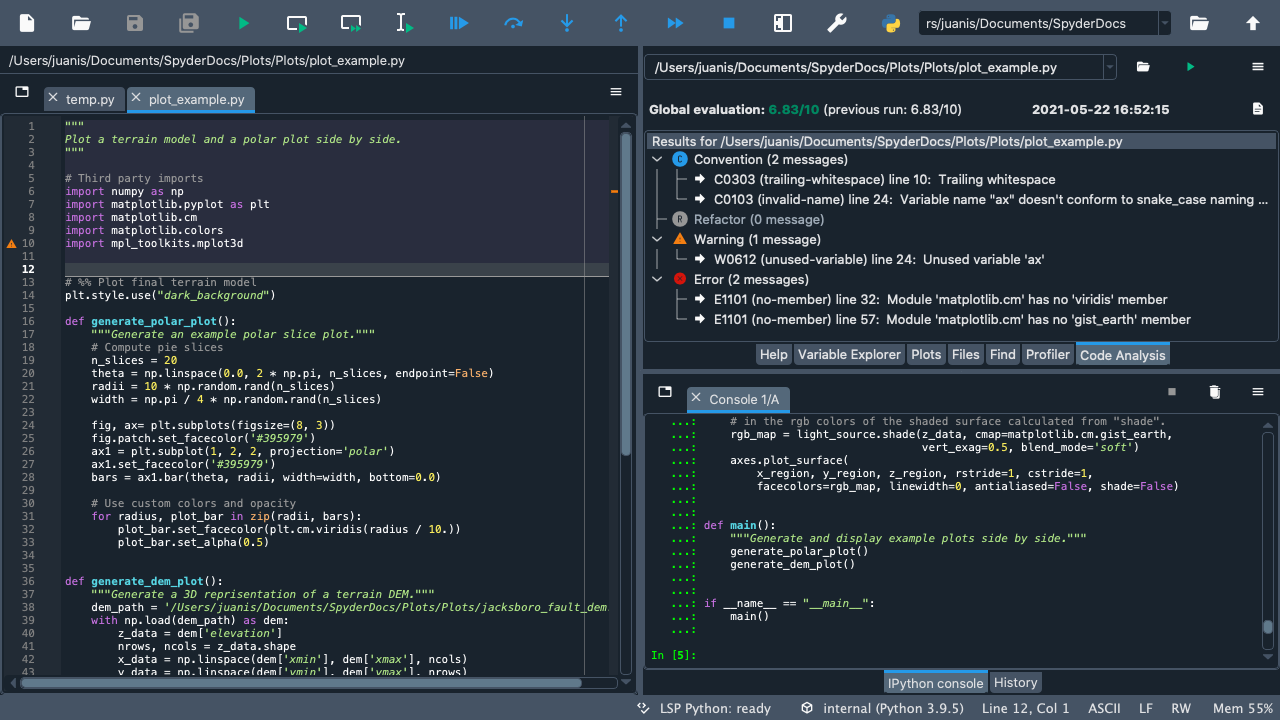 rs/juanis/Documents/SpyderDocs
/Users/juanis/Documents/SpyderDocs/Plots/Plots/plot_example.py
temp.py
plot_example.py
1 """
2 Plot a terrain model and a polar plot side by side.
3 """
4
5 # Third party imports
6 import numpy as np
7 import matplotlib.pyplot as plt
8 import matplotlib.cm
9 import matplotlib.colors
10 import mpl_toolkits.mplot3d
11
12
13 # %% Plot final terrain model
14 plt.style.use("dark_background")
15
16 def generate_polar_plot():
17 """Generate an example polar slice plot."""
18 # Compute pie slices
19 n_slices = 20
20 theta = np.linspace(0.0, 2 * np.pi, n_slices, endpoint=False)
21 radii = 10 * np.random.rand(n_slices)
22 width = np.pi / 4 * np.random.rand(n_slices)
23
24 fig, ax= plt.subplots(figsize=(8, 3))
25 fig.patch.set_facecolor('#395979')
26 ax1 = plt.subplot(1, 2, 2, projection='polar')
27 ax1.set_facecolor('#395979')
28 bars = ax1.bar(theta, radii, width=width, bottom=0.0)
29
30 # Use custom colors and opacity
31 for radius, plot_bar in zip(radii, bars):
32 plot_bar.set_facecolor(plt.cm.viridis(radius / 10.))
33 plot_bar.set_alpha(0.5)
34
35
36 def generate_dem_plot():
37 """Generate a 3D reprisentation of a terrain DEM."""
38 dem_path = '/Users/juanis/Documents/SpyderDocs/Plots/Plots/jacksboro_fault_dem
39 with np.load(dem_path) as dem:
40 z_data = dem['elevation']
41 nrows, ncols = z_data.shape
42 x_data = np.linspace(dem['xmin'], dem['xmax'], ncols)
43 y_data = np.linspace(dem['ymin'], dem['ymax'], nrows)
/Users/juanis/Documents/SpyderDocs/Plots/Plots/plot_example.py
Global evaluation: 6.83/10 (previous run: 6.83/10) 2021-05-22 16:52:15
Results for /Users/juanis/Documents/SpyderDocs/Plots/Plots/plot_example.py
C Convention (2 messages)
C0303 (trailing-whitespace) line 10: Trailing whitespace
C0103 (invalid-name) line 24: Variable name "ax" doesn't conform to snake_case naming ...
R Refactor (0 message)
Warning (1 message)
W0612 (unused-variable) line 24: Unused variable 'ax'
Error (2 messages)
E1101 (no-member) line 32: Module 'matplotlib.cm' has no 'viridis' member
E1101 (no-member) line 57: Module 'matplotlib.cm' has no 'gist_earth' member
Help Variable Explorer Plots Files Find Profiler Code Analysis
Console 1/A
...: # in the rgb colors of the shaded surface calculated from "shade".
...: rgb_map = light_source.shade(z_data, cmap=matplotlib.cm.gist_earth,
...: vert_exag=0.5, blend_mode='soft')
...: axes.plot_surface(
...: x_region, y_region, z_region, rstride=1, cstride=1,
...: facecolors=rgb_map, linewidth=0, antialiased=False, shade=False)
...:
...:
...: def main():
...: """Generate and display example plots side by side."""
...: generate_polar_plot()
...: generate_dem_plot()
...:
...:
...: if __name__ == "__main__":
...: main()
...:
In [5]:
IPython console History
LSP Python: ready internal (Python 3.9.5) Line 12, Col 1 ASCII LF RW Mem 55%